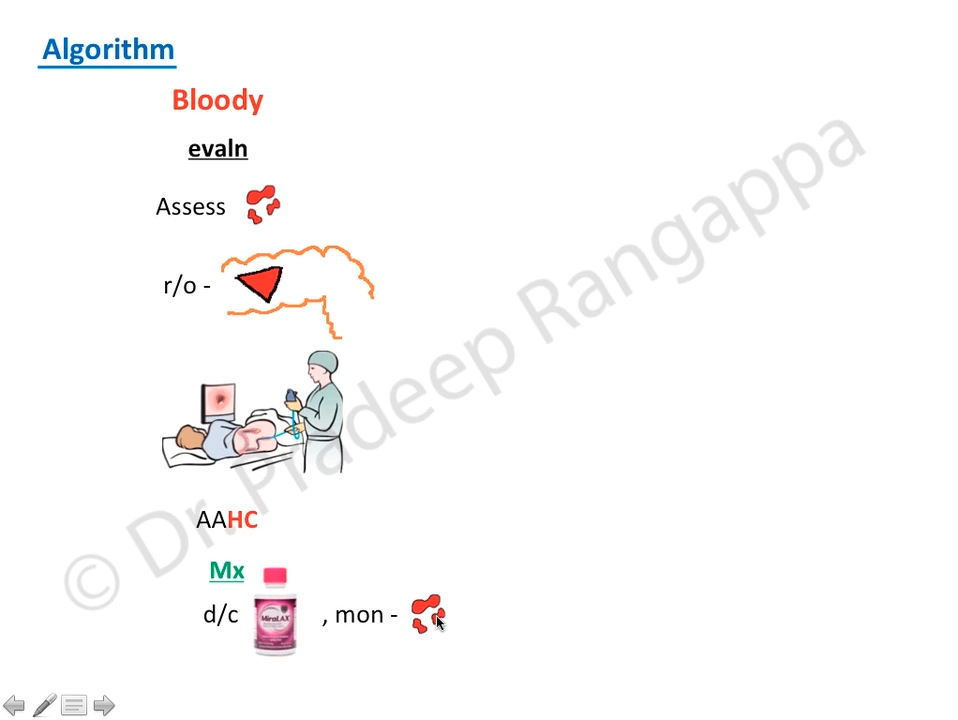 Algorithm
Bloody
evaln
Assess
r/o -
AAHC
Mx
d/c MiraLAX , mon -
© Dr. Pradeep Rangappa